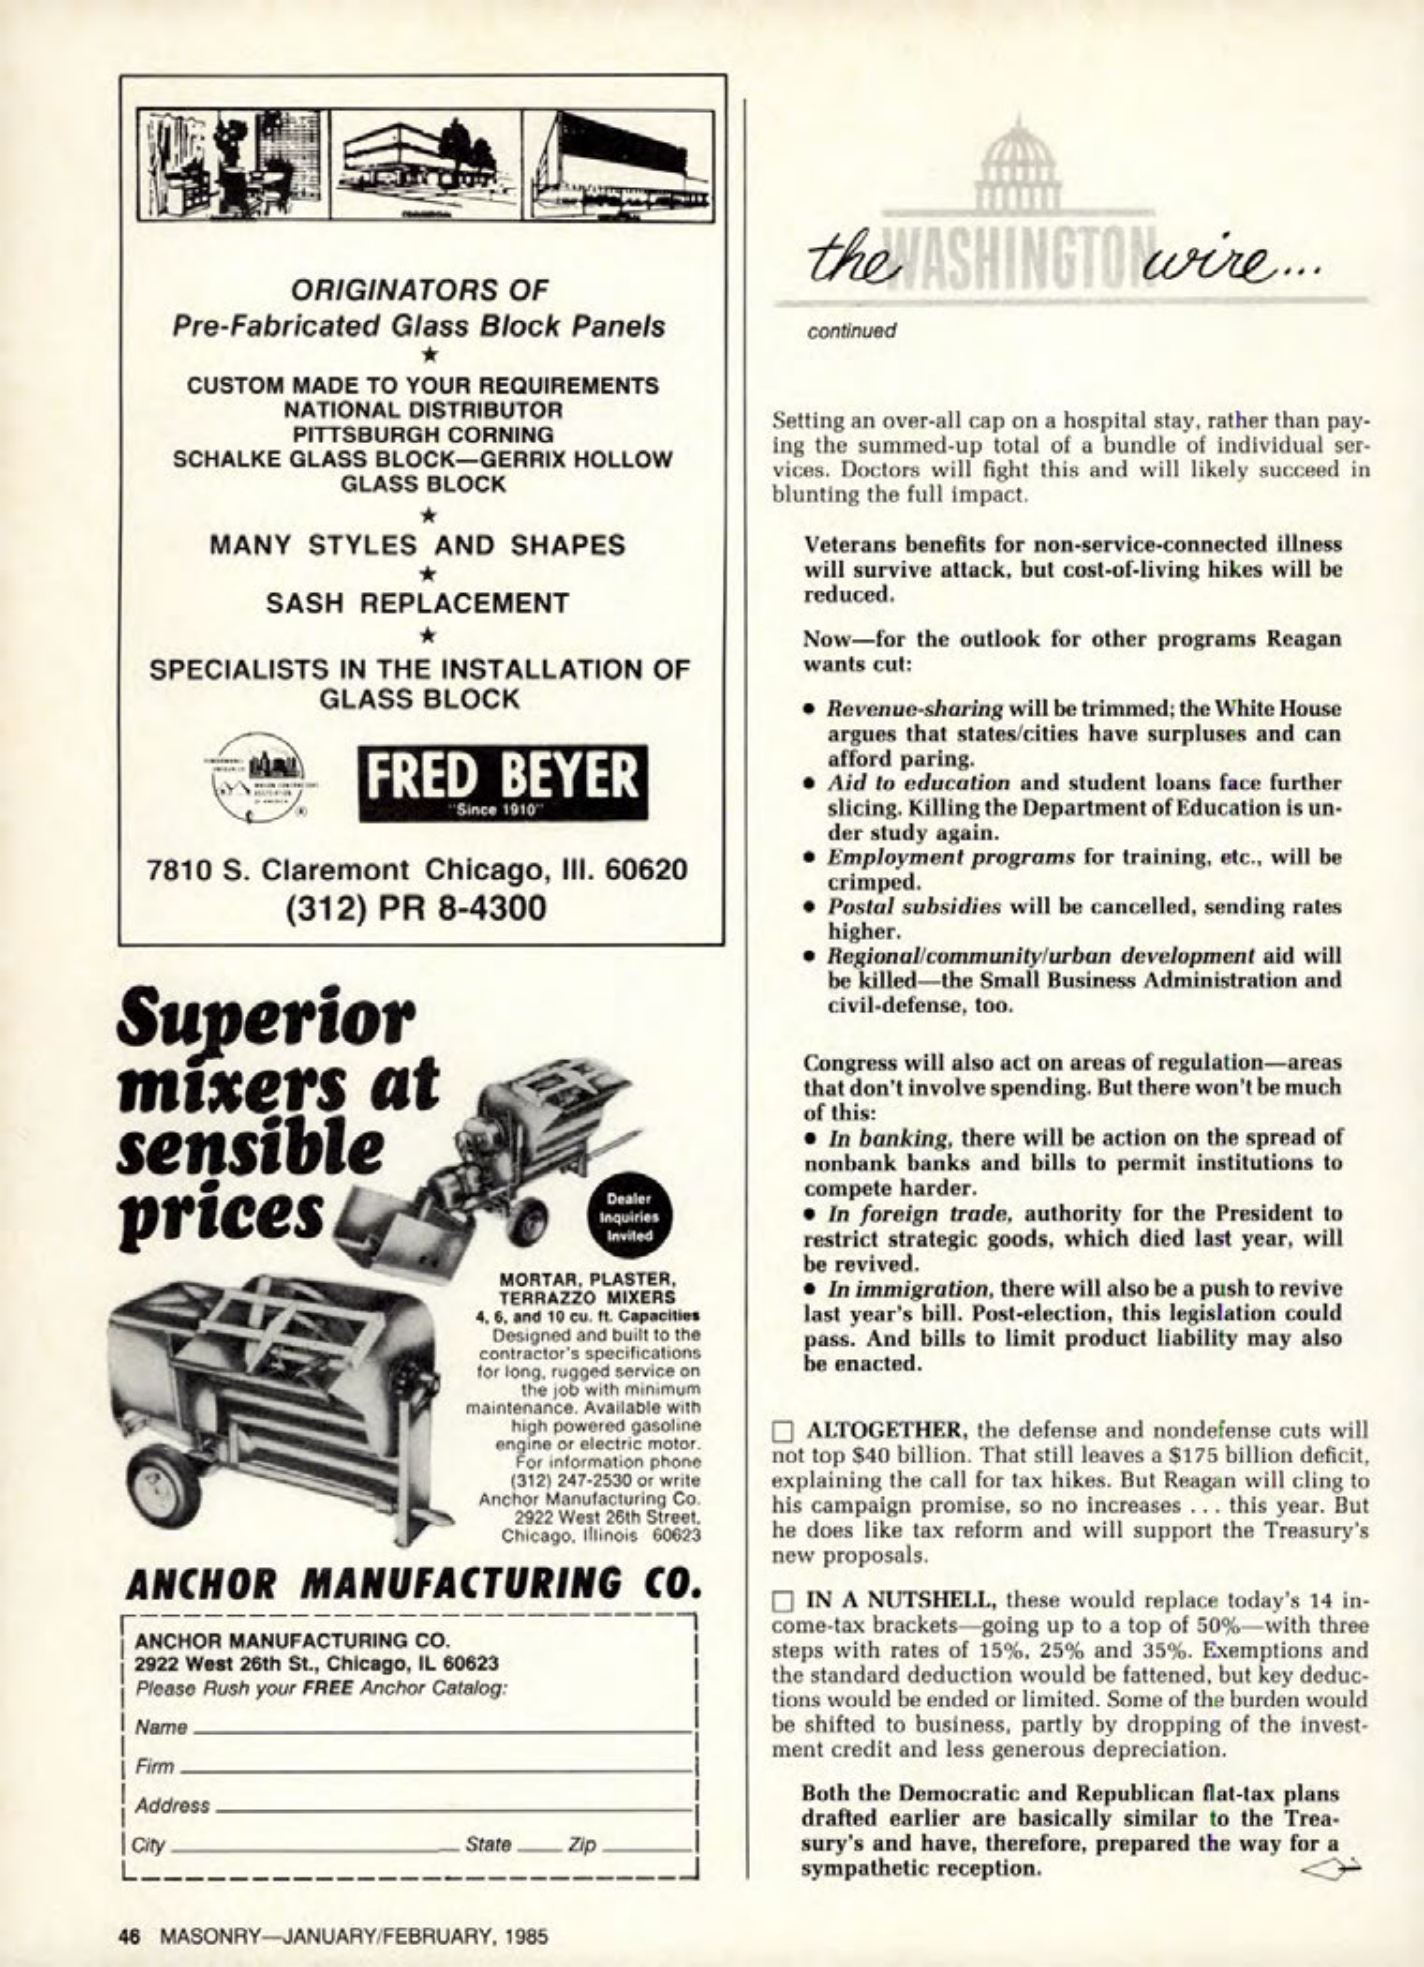 ORIGINATORS OF
Pre-Fabricated Glass Block Panels
★
CUSTOM MADE TO YOUR REQUIREMENTS
NATIONAL DISTRIBUTOR
PITTSBURGH CORNING
SCHALKE GLASS BLOCK—GERRIX HOLLOW
GLASS BLOCK
★
MANY STYLES AND SHAPES
★
SASH REPLACEMENT
★
SPECIALISTS IN THE INSTALLATION OF
GLASS BLOCK
FRED BEYER
"Since 1910"
7810 S. Claremont Chicago, Ill. 60620
(312) PR 8-4300
Superior
mixers at
sensible
prices
Dealer
Inquiries
Invited
MORTAR, PLASTER,
TERRAZZO MIXERS
4, 6, and 10 cu. ft. Capacities
Designed and built to the
contractor's specifications
for long, rugged service on
the job with minimum
maintenance. Available with
high powered gasoline
engine or electric motor.
For information phone
(312) 247-2530 or write
Anchor Manufacturing Co.
2922 West 26th Street,
Chicago, Illinois 60623
ANCHOR MANUFACTURING CO.
ANCHOR MANUFACTURING CO.
2922 West 26th St., Chicago, IL 60623
Please Rush your FREE Anchor Catalog:
Name
Firm
Address
City State Zip
46 MASONRY—JANUARY/FEBRUARY, 1985
the WASHINGTON wire...
continued
Setting an over-all cap on a hospital stay, rather than pay-
ing the summed-up total of a bundle of individual ser-
vices. Doctors will fight this and will likely succeed in
blunting the full impact.
Veterans benefits for non-service-connected illness
will survive attack, but cost-of-living hikes will be
reduced.
Now—for the outlook for other programs Reagan
wants cut:
● Revenue-sharing will be trimmed; the White House
argues that states/cities have surpluses and can
afford paring.
● Aid to education and student loans face further
slicing. Killing the Department of Education is un-
der study again.
● Employment programs for training, etc., will be
crimped.
● Postal subsidies will be cancelled, sending rates
higher.
● Regional/community/urban development aid will
be killed—the Small Business Administration and
civil-defense, too.
Congress will also act on areas of regulation—areas
that don't involve spending. But there won't be much
of this:
● In banking, there will be action on the spread of
nonbank banks and bills to permit institutions to
compete harder.
● In foreign trade, authority for the President to
restrict strategic goods, which died last year, will
be revived.
● In immigration, there will also be a push to revive
last year's bill. Post-election, this legislation could
pass. And bills to limit product liability may also
be enacted.
☐ ALTOGETHER, the defense and nondefense cuts will
not top $40 billion. That still leaves a $175 billion deficit,
explaining the call for tax hikes. But Reagan will cling to
his campaign promise, so no increases . . . this year. But
he does like tax reform and will support the Treasury's
new proposals.
☐ IN A NUTSHELL, these would replace today's 14 in-
come-tax brackets—going up to a top of 50%—with three
steps with rates of 15%, 25% and 35%. Exemptions and
the standard deduction would be fattened, but key deduc-
tions would be ended or limited. Some of the burden would
be shifted to business, partly by dropping of the invest-
ment credit and less generous depreciation.
Both the Democratic and Republican flat-tax plans
drafted earlier are basically similar to the Trea-
sury's and have, therefore, prepared the way for a
sympathetic reception.